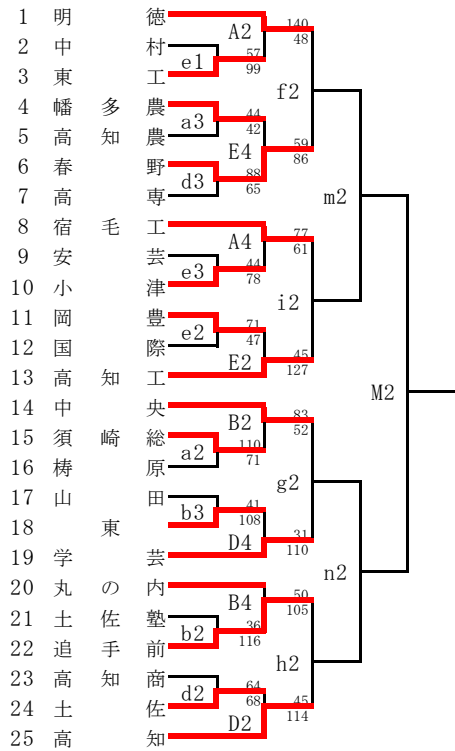 1 明 徳
A2
140
48
2 中 村
e1
57
99
3 東 工
f2
4 幡 多 農
a3
44
42
5 高 知 農
E4
59
86
6 春 野
d3
88
65
7 高 専
m2
8 宿 毛 工
A4
77
61
9 安 芸
e3
44
78
10 小 津
i2
11 岡 豊
e2
71
47
12 国 際
E2
45
127
13 高 知 工
M2
14 中 央
B2
83
52
15 須 崎 総
a2
110
71
16 梼 原
g2
17 山 田
b3
41
108
18 東
D4
31
110
19 学 芸
n2
20 丸 の 内
B4
50
105
21 土 佐 塾
b2
36
116
22 追 手 前
h2
23 高 知 商
d2
64
68
24 土 佐
D2
45
114
25 高 知